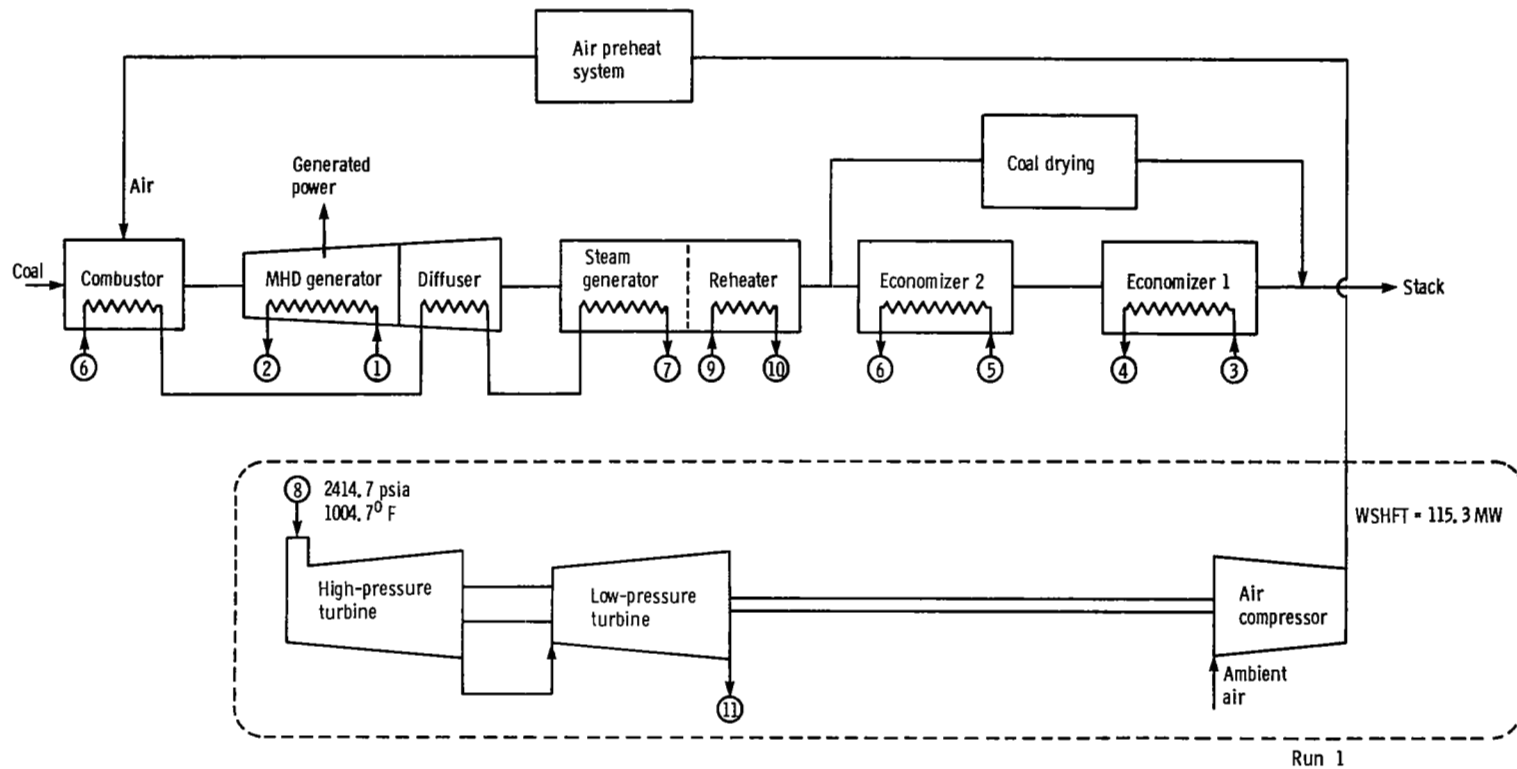 Air preheat
system
Coal drying
Generated
power
Air
Coal
Combustor
MHD generator
Diffuser
Steam
generator
Reheater
Economizer 2
Economizer 1
Stack
6
2
1
7
9
10
6
5
4
3
8
2414.7 psia
1004.7⁰ F
WSHFT = 115.3 MW
High-pressure
turbine
Low-pressure
turbine
Air
compressor
Ambient
air
11
Run 1